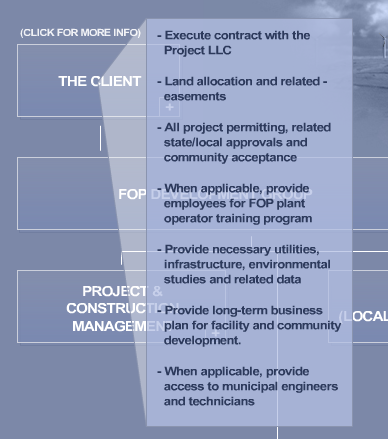 (CLICK FOR MORE INFO)
THE CLIENT
+
- Execute contract with the
Project LLC
- Land allocation and related -
easements
- All project permitting, related
state/local approvals and
community acceptance
FOP DEVELOPMENT GROUP
- When applicable, provide
employees for FOP plant
operator training program
- Provide necessary utilities,
infrastructure, environmental
studies and related data
PROJECT &
CONSTRUCTION
MANAGEMENT
+
- Provide long-term business
plan for facility and community
development.
- When applicable, provide
access to municipal engineers
and technicians
(LOCAL